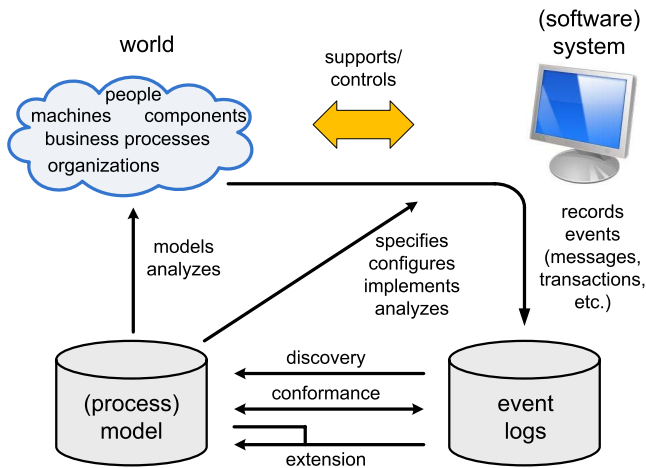 world
(software)
system
supports/
controls
people
machines components
business processes
organizations
models
analyzes
specifies
configures
implements
analyzes
records
events
(messages,
transactions,
etc.)
(process)
model
discovery
conformance
extension
event
logs